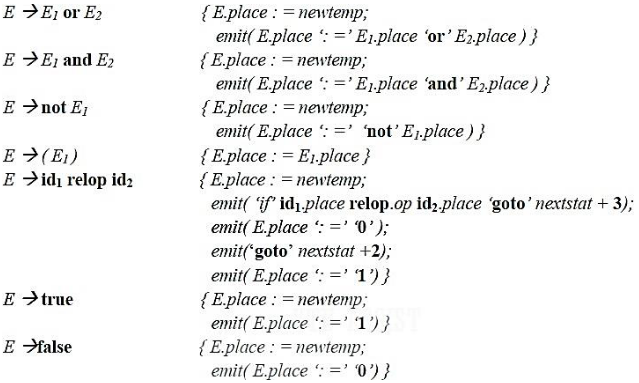 E → E1 or E2 { E.place : = newtemp;
emit( E.place ‘: =’ E1.place ‘or’ E2.place ) }
E → E1 and E2 { E.place : = newtemp;
emit( E.place ‘: =’ E1.place ‘and’ E2.place ) }
E → not E1 { E.place : = newtemp;
emit( E.place ‘: =’ ‘not’ E1.place ) }
E → ( E1 ) { E.place : = E1.place }
E → id1 relop id2 { E.place : = newtemp;
emit( ‘if’ id1.place relop.op id2.place ‘goto’ nextstat + 3);
emit( E.place ‘: =’ ‘0’ );
emit(‘goto’ nextstat +2);
emit( E.place ‘: =’ ‘1’) }
E → true { E.place : = newtemp;
emit( E.place ‘: =’ ‘1’) }
E → false { E.place : = newtemp;
emit( E.place ‘: =’ ‘0’) }